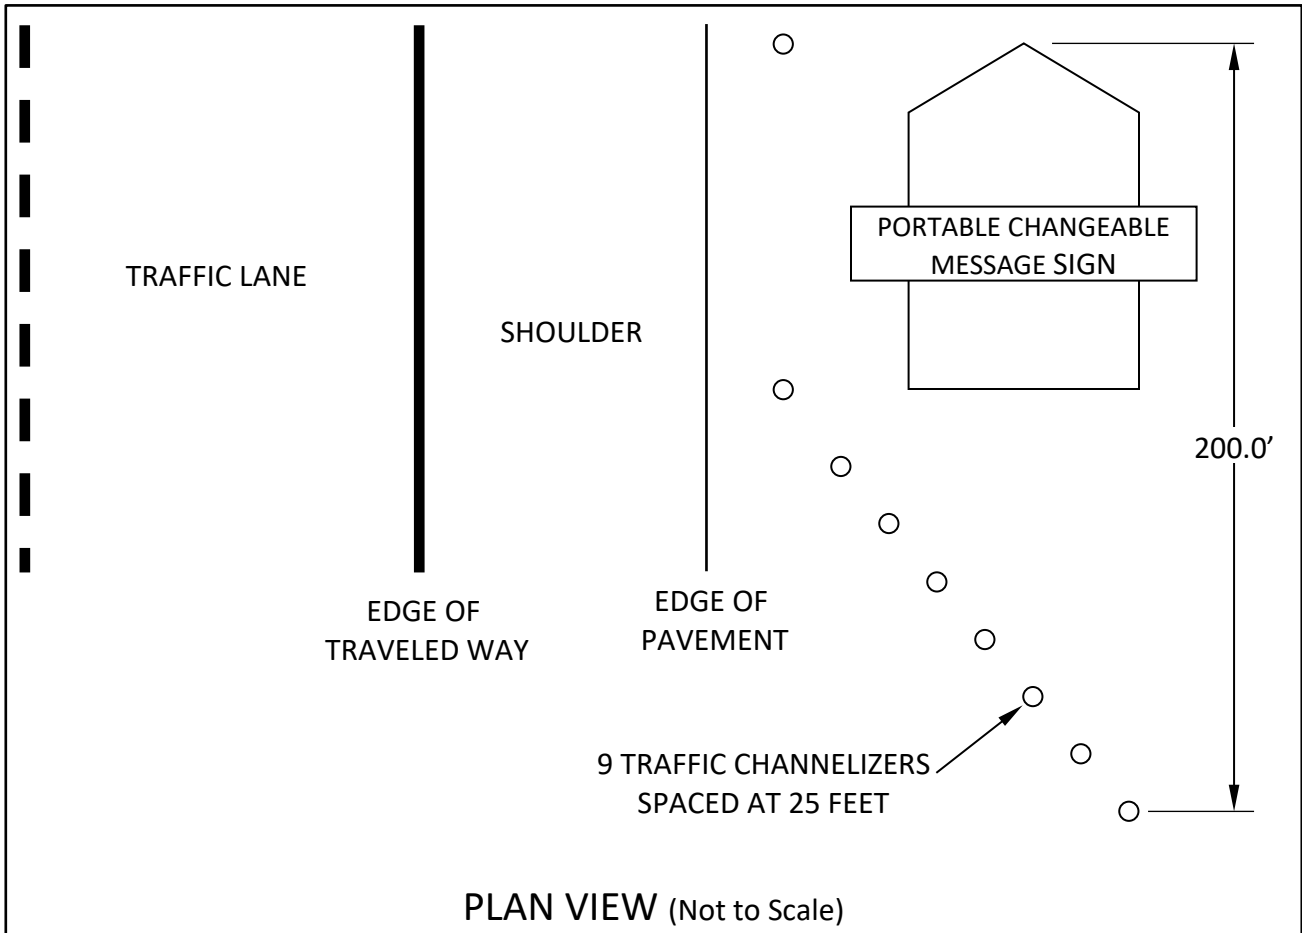 PORTABLE CHANGEABLE
MESSAGE SIGN
TRAFFIC LANE
SHOULDER
200.0’
EDGE OF
TRAVELED WAY
EDGE OF
PAVEMENT
9 TRAFFIC CHANNELIZERS
SPACED AT 25 FEET
PLAN VIEW (Not to Scale)